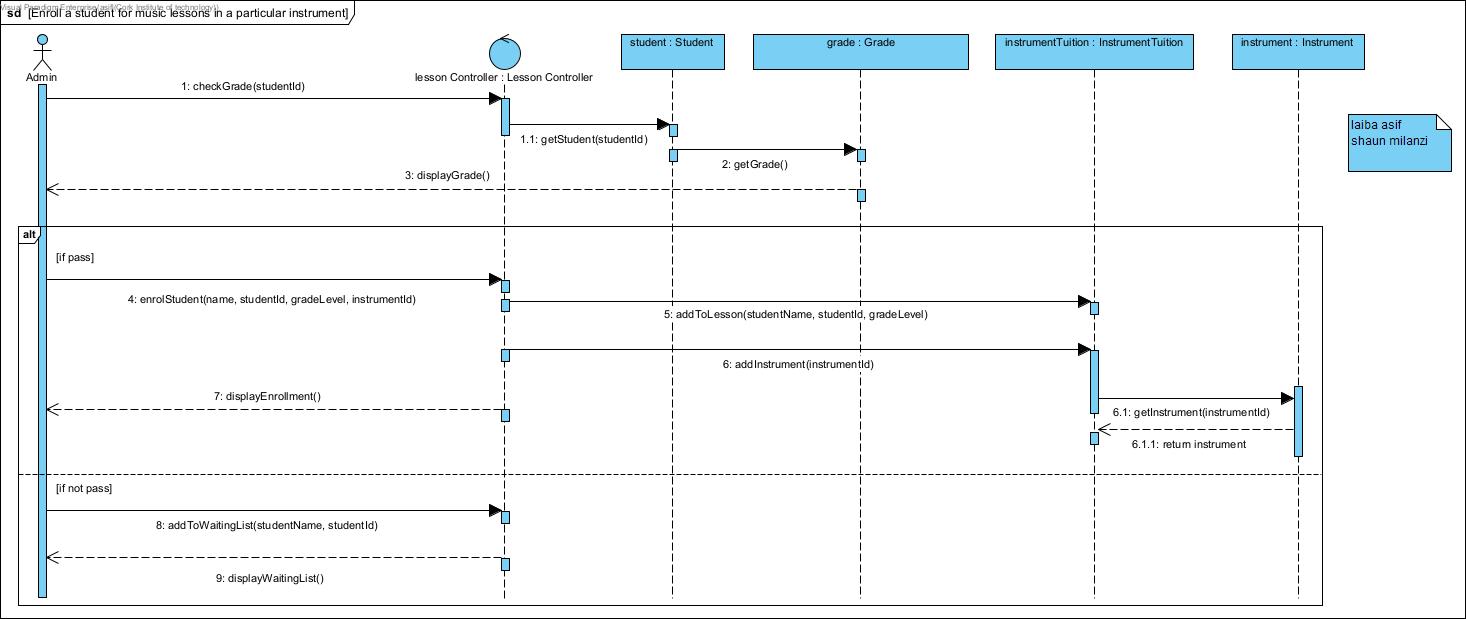 Visual Paradigm Enterprise(asif(Cork Institute of technology))
sd [Enroll a student for music lessons in a particular instrument]
student : Student
grade : Grade
instrumentTuition : InstrumentTuition
instrument : Instrument
Admin
lesson Controller : Lesson Controller
1: checkGrade(studentId)
laiba asif
shaun milanzi
1.1: getStudent(studentId)
2: getGrade()
3: displayGrade()
alt
[if pass]
4: enrolStudent(name, studentId, gradeLevel, instrumentId)
5: addToLesson(studentName, studentId, gradeLevel)
6: addInstrument(instrumentId)
7: displayEnrollment()
6.1: getInstrument(instrumentId)
6.1.1: return instrument
[if not pass]
8: addToWaitingList(studentName, studentId)
9: displayWaitingList()